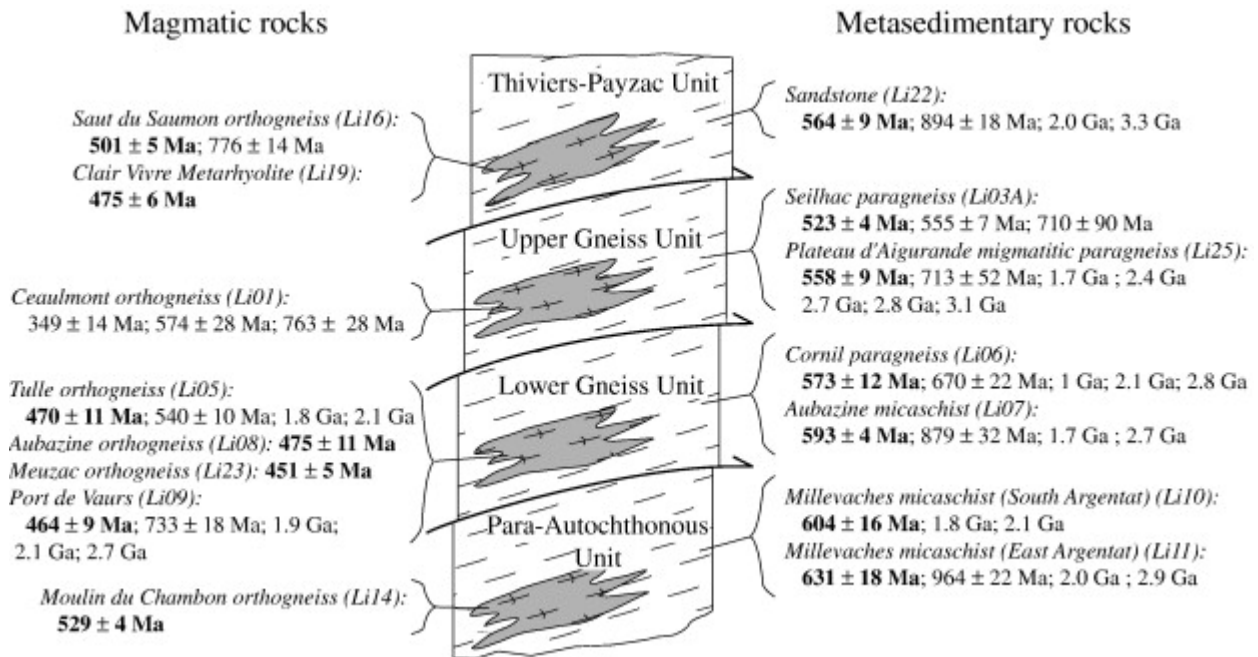 Magmatic rocks
Metasedimentary rocks
Thiviers-Payzac Unit
Saut du Saumon orthogneiss (Li16):
501 ± 5 Ma; 776 ± 14 Ma
Clair Vivre Metarhyolite (Li19):
475 ± 6 Ma
Sandstone (Li22):
564 ± 9 Ma; 894 ± 18 Ma; 2.0 Ga; 3.3 Ga
Upper Gneiss Unit
Ceaulmont orthogneiss (Li01):
349 ± 14 Ma; 574 ± 28 Ma; 763 ± 28 Ma
Seilhac paragneiss (Li03A):
523 ± 4 Ma; 555 ± 7 Ma; 710 ± 90 Ma
Plateau d'Aigurande migmatitic paragneiss (Li25):
558 ± 9 Ma; 713 ± 52 Ma; 1.7 Ga ; 2.4 Ga
2.7 Ga; 2.8 Ga; 3.1 Ga
Lower Gneiss Unit
Tulle orthogneiss (Li05):
470 ± 11 Ma; 540 ± 10 Ma; 1.8 Ga; 2.1 Ga
Aubazine orthogneiss (Li08): 475 ± 11 Ma
Meuzac orthogneiss (Li23): 451 ± 5 Ma
Port de Vaurs (Li09):
464 ± 9 Ma; 733 ± 18 Ma; 1.9 Ga;
2.1 Ga; 2.7 Ga
Cornil paragneiss (Li06):
573 ± 12 Ma; 670 ± 22 Ma; 1 Ga; 2.1 Ga; 2.8 Ga
Aubazine micaschist (Li07):
593 ± 4 Ma; 879 ± 32 Ma; 1.7 Ga ; 2.7 Ga
Para-Autochthonous
Unit
Moulin du Chambon orthogneiss (Li14):
529 ± 4 Ma
Millevaches micaschist (South Argentat) (Li10):
604 ± 16 Ma; 1.8 Ga; 2.1 Ga
Millevaches micaschist (East Argentat) (Li11):
631 ± 18 Ma; 964 ± 22 Ma; 2.0 Ga ; 2.9 Ga